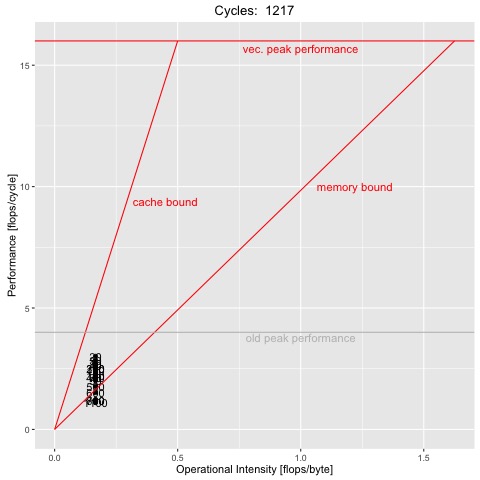 Cycles: 1217
vec. peak performance
15
memory bound
10
cache bound
Performance [flops/cycle]
5
old peak performance
0
0.0 0.5 1.0 1.5
Operational Intensity [flops/byte]